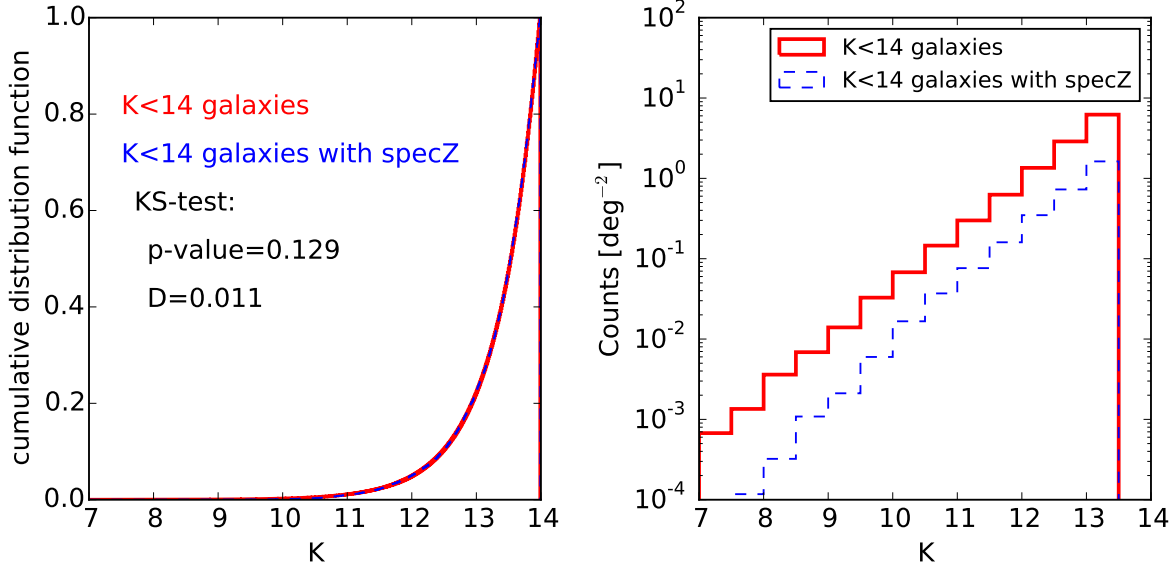 cumulative distribution function
1.0
0.8
0.6
0.4
0.2
0.0
K<14 galaxies
K<14 galaxies with specZ
KS-test:
p-value=0.129
D=0.011
7 8 9 10 11 12 13 14
K
Counts [deg⁻²]
10²
10¹
10⁰
10⁻¹
10⁻²
10⁻³
10⁻⁴
K<14 galaxies
K<14 galaxies with specZ
7 8 9 10 11 12 13 14
K